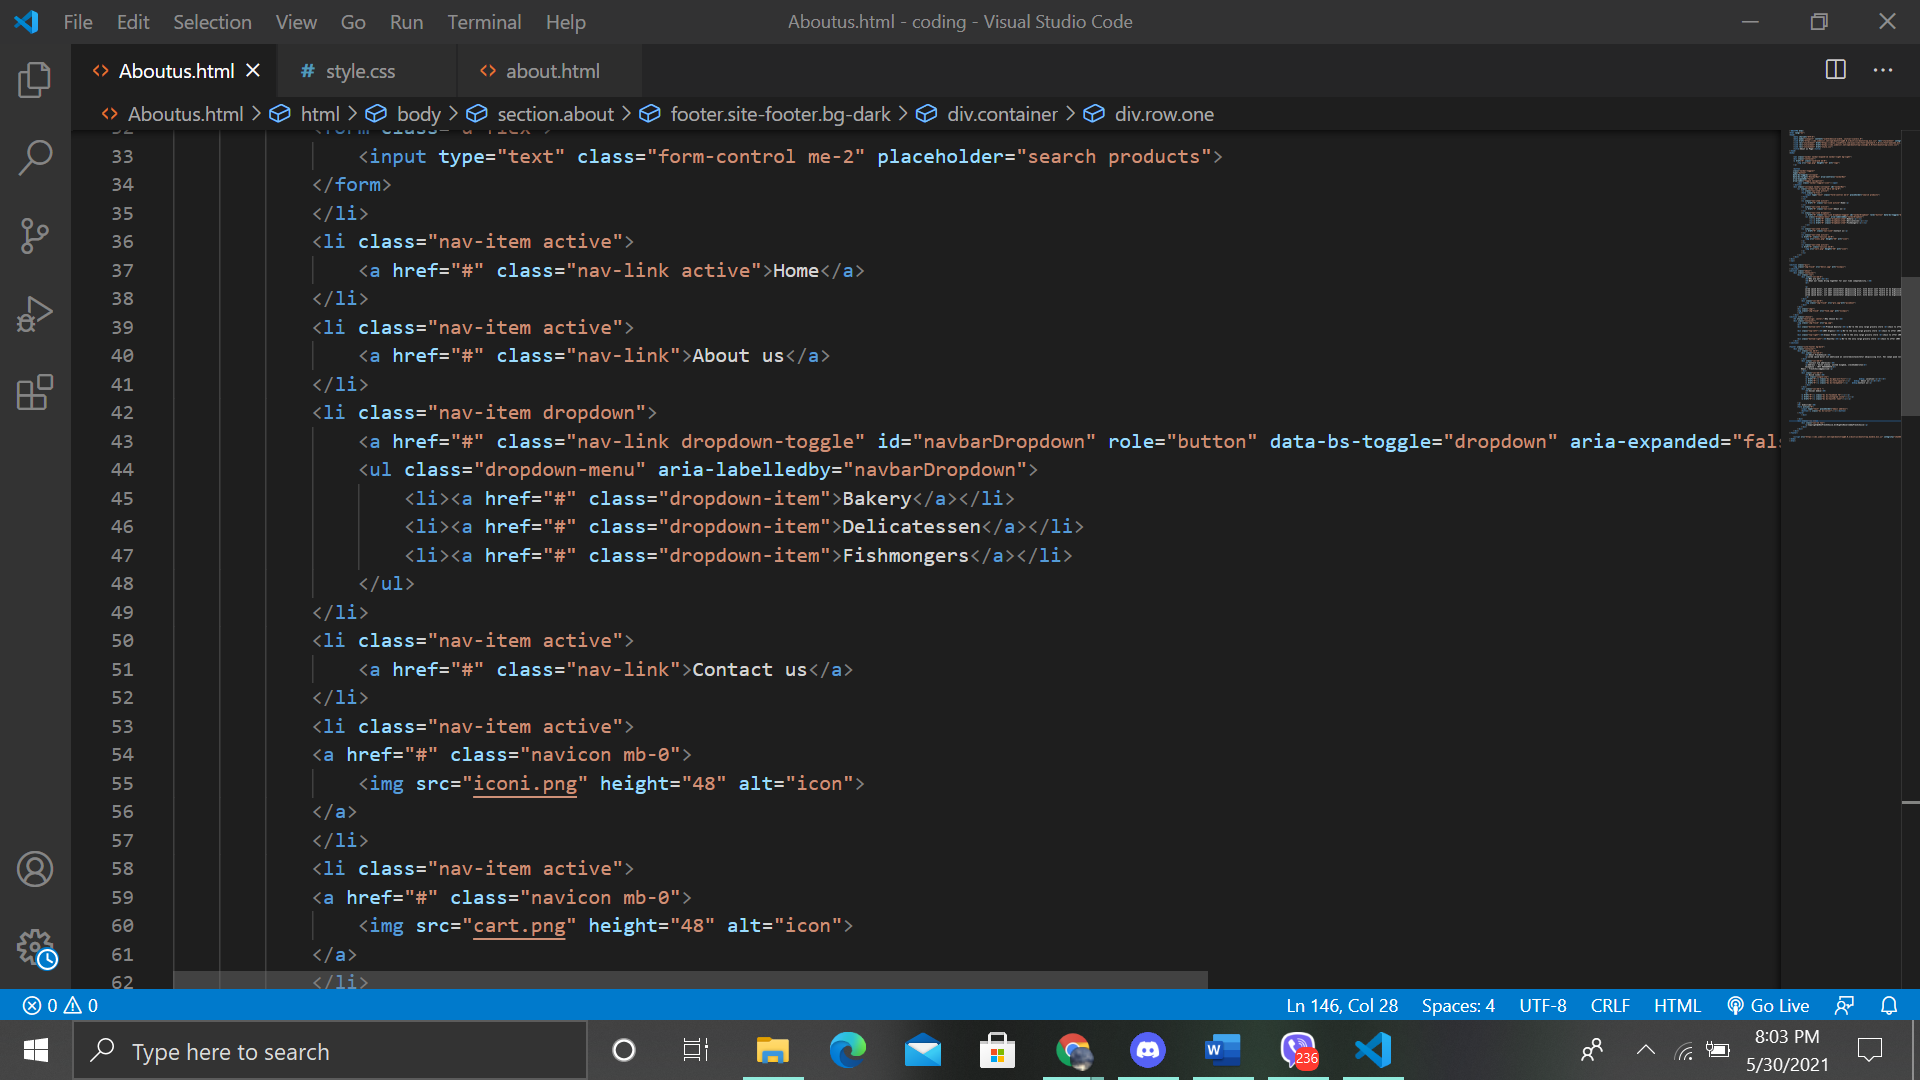 File Edit Selection View Go Run Terminal Help Aboutus.html - coding - Visual Studio Code
Aboutus.html style.css about.html
Aboutus.html > html > body > section.about > footer.site-footer.bg-dark > div.container > div.row.one
33 <input type="text" class="form-control me-2" placeholder="search products">
34 </form>
35 </li>
36 <li class="nav-item active">
37 <a href="#" class="nav-link active">Home</a>
38 </li>
39 <li class="nav-item active">
40 <a href="#" class="nav-link">About us</a>
41 </li>
42 <li class="nav-item dropdown">
43 <a href="#" class="nav-link dropdown-toggle" id="navbarDropdown" role="button" data-bs-toggle="dropdown" aria-expanded="fals
44 <ul class="dropdown-menu" aria-labelledby="navbarDropdown">
45 <li><a href="#" class="dropdown-item">Bakery</a></li>
46 <li><a href="#" class="dropdown-item">Delicatessen</a></li>
47 <li><a href="#" class="dropdown-item">Fishmongers</a></li>
48 </ul>
49 </li>
50 <li class="nav-item active">
51 <a href="#" class="nav-link">Contact us</a>
52 </li>
53 <li class="nav-item active">
54 <a href="#" class="navicon mb-0">
55 <img src="iconi.png" height="48" alt="icon">
56 </a>
57 </li>
58 <li class="nav-item active">
59 <a href="#" class="navicon mb-0">
60 <img src="cart.png" height="48" alt="icon">
61 </a>
62 </li>
0 0 Ln 146, Col 28 Spaces: 4 UTF-8 CRLF HTML Go Live
Type here to search
W
236
8:03 PM
5/30/2021